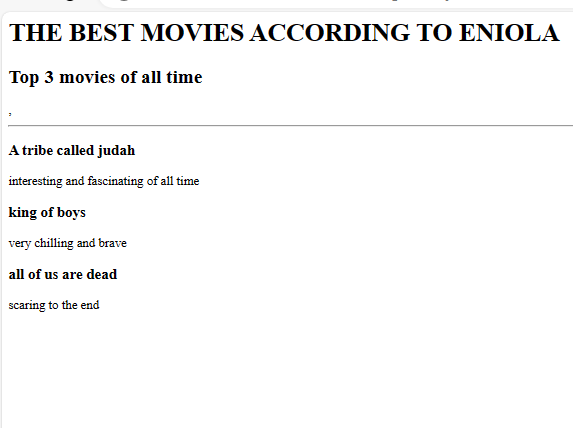 THE BEST MOVIES ACCORDING TO ENIOLA
Top 3 movies of all time
,
A tribe called judah
interesting and fascinating of all time
king of boys
very chilling and brave
all of us are dead
scaring to the end